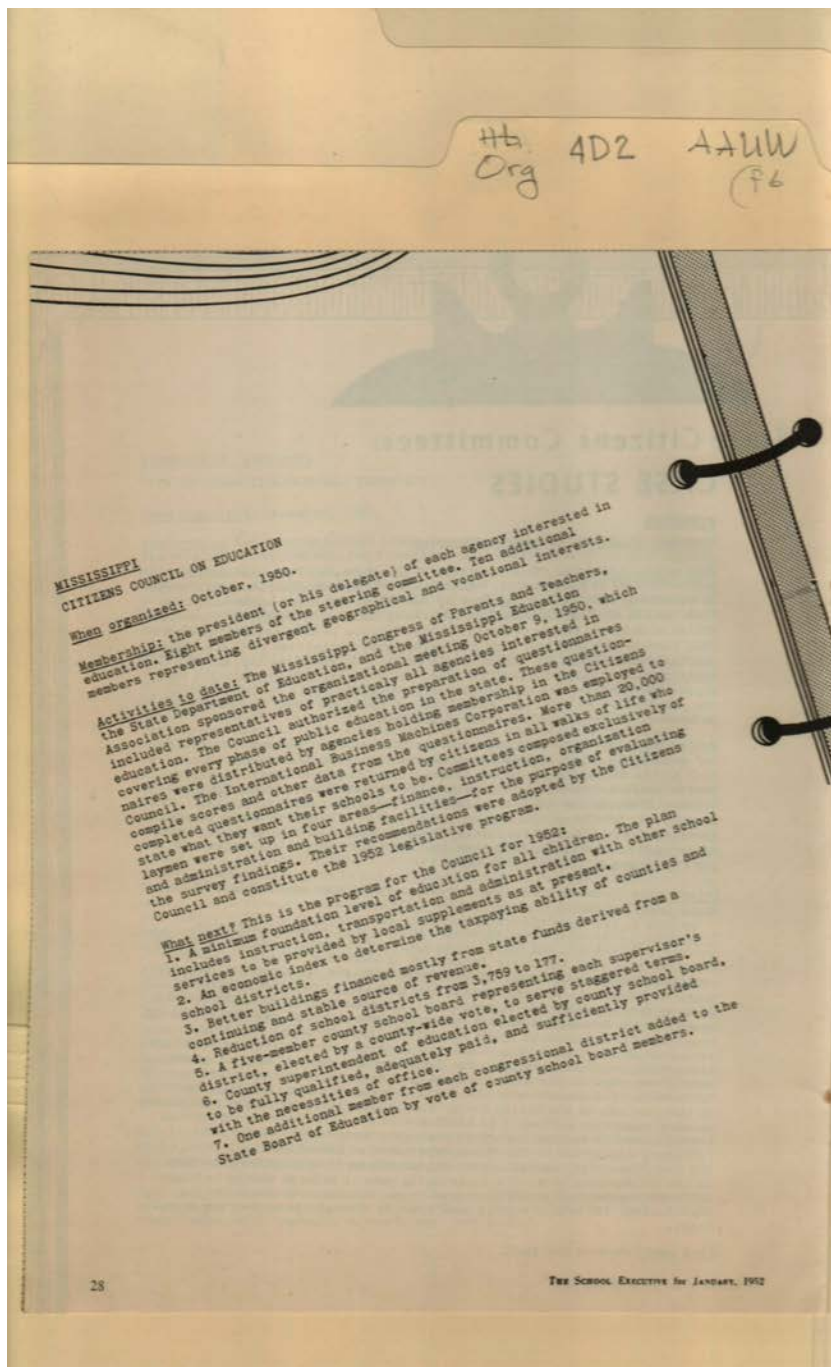 Org 4D2 AAUW
MISSISSIPPI
CITIZENS COUNCIL ON EDUCATION
When organized: October, 1950.
Membership: the president (or his delegate) of each agency interested in
education. Eight members of the steering committee. Ten additional
members representing divergent geographical and vocational interests.
Activities to date: The Mississippi Congress of Parents and Teachers,
the State Department of Education, and the Mississippi Education
Association sponsored the organizational meeting October 9, 1950, which
included representatives of practicaly all agencies interested in
education. The Council authorized the preparation of questionnaires
covering every phase of public education in the state. These question-
naires were distributed by agencies holding membership in the Citizens
Council. The International Business Machines Corporation was employed to
compile scores and other data from the questionnaires. More than 20,000
completed questionnaires were returned by citizens in all walks of life who
state what they want their schools to be. Committees composed exclusively of
laymen were set up in four areas—finance, instruction, organization
and administration and building facilities—for the purpose of evaluating
the survey findings. Their recommendations were adopted by the Citizens
Council and constitute the 1952 legislative program.
What next? This is the program for the Council for 1952:
1. A minimum foundation level of education for all children. The plan
includes instruction, transportation and administration with other school
services to be provided by local supplements as at present.
2. An economic index to determine the taxpaying ability of counties and
school districts.
3. Better buildings financed mostly from state funds derived from a
continuing and stable source of revenue.
4. Reduction of school districts from 3,759 to 177.
5. A five-member county school board representing each supervisor's
district, elected by a county-wide vote, to serve staggered terms.
6. County superintendent of education elected by county school board,
to be fully qualified, adequately paid, and sufficiently provided
with the necessities of office.
7. One additional member from each congressional district added to the
State Board of Education by vote of county school board members.
28
THE SCHOOL EXECUTIVE for JANUARY, 1952